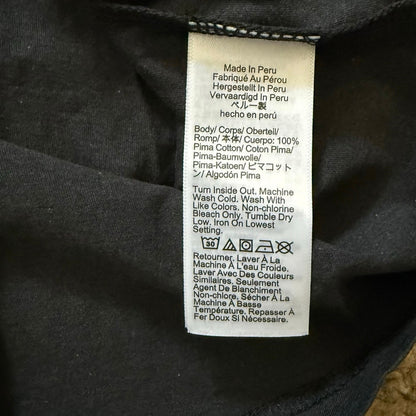 Made In Peru
Fabriqué Au Pérou
Hergestellt In Peru
Vervaardigd In Peru
ペルー製
hecho en perú
Body/ Corps/ Oberteil/
Romp/ 本体/ Cuerpo: 100%
Pima Cotton/ Coton Pima/
Pima-Baumwolle/
Pima-Katoen/ ピマコット
ン/ Algodón Pima
Turn Inside Out. Machine
Wash Cold. Wash With
Like Colors. Non-chlorine
Bleach Only. Tumble Dry
Low. Iron On Lowest
Setting.
30
Retourner. Laver À La
Machine À L'eau Froide.
Laver Avec Des Couleurs
Similaires. Seulement
Agent De Blanchiment
Non-chlore. Sécher À La
Machine À Basse
Température. Repasser À
Fer Doux Si Nécessaire.